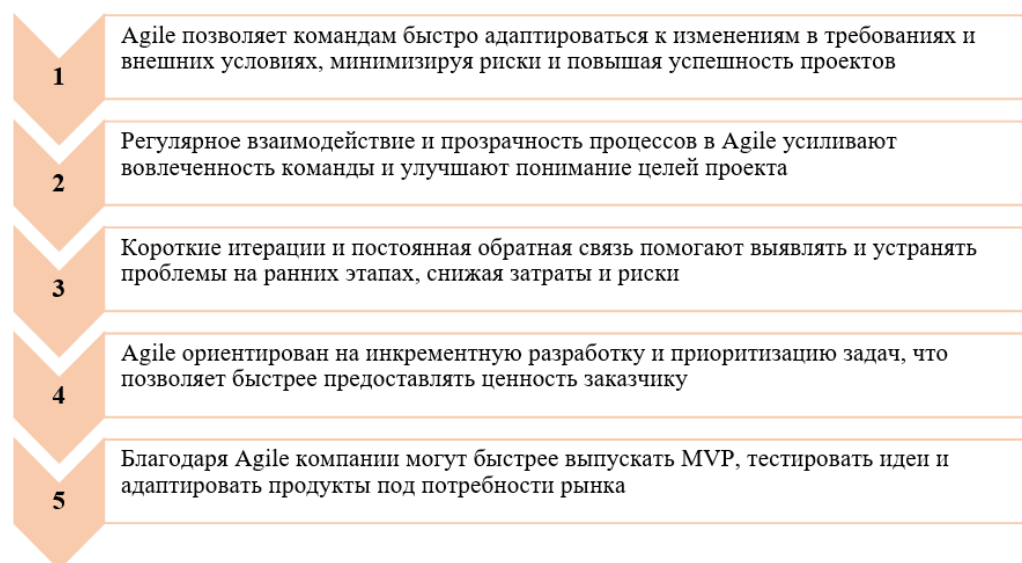 1
Agile позволяет командам быстро адаптироваться к изменениям в требованиях и
внешних условиях, минимизируя риски и повышая успешность проектов
2
Регулярное взаимодействие и прозрачность процессов в Agile усиливают
вовлеченность команды и улучшают понимание целей проекта
3
Короткие итерации и постоянная обратная связь помогают выявлять и устранять
проблемы на ранних этапах, снижая затраты и риски
4
Agile ориентирован на инкрементную разработку и приоритизацию задач, что
позволяет быстрее предоставлять ценность заказчику
5
Благодаря Agile компании могут быстрее выпускать MVP, тестировать идеи и
адаптировать продукты под потребности рынка